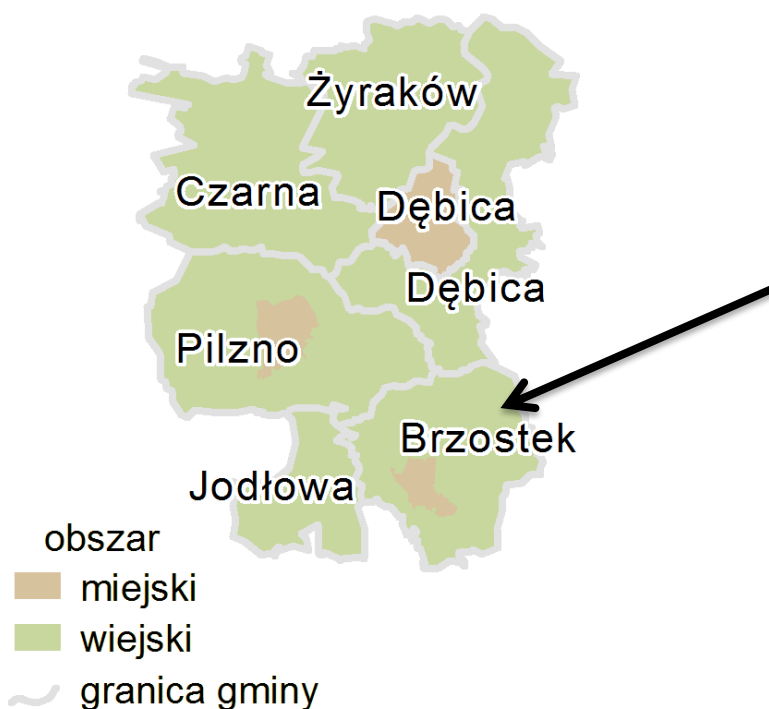 Żyraków
Czarna
Dębica
Dębica
Pilzno
Brzostek
Jodłowa
obszar
miejski
wiejski
granica gminy